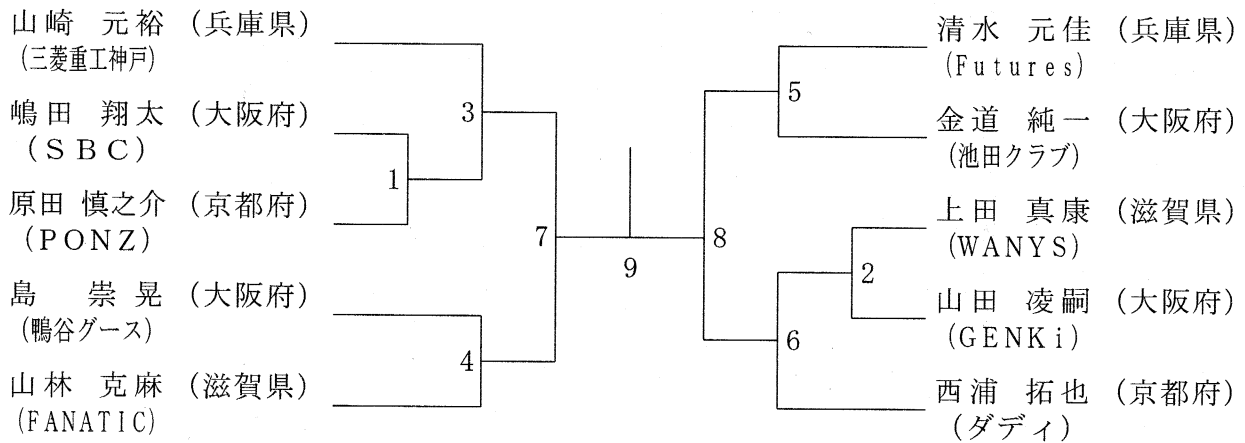 山崎 元裕 (兵庫県)
(三菱重工神戸)
嶋田 翔太 (大阪府)
(SBC)
原田 慎之介 (京都府)
(PONZ)
島 崇晃 (大阪府)
(鴨谷グース)
山林 克麻 (滋賀県)
(FANATIC)
3
1
7
4
9
8
5
2
6
清水 元佳 (兵庫県)
(Futures)
金道 純一 (大阪府)
(池田クラブ)
上田 真康 (滋賀県)
(WANYS)
山田 凌嗣 (大阪府)
(GENKi)
西浦 拓也 (京都府)
(ダディ)